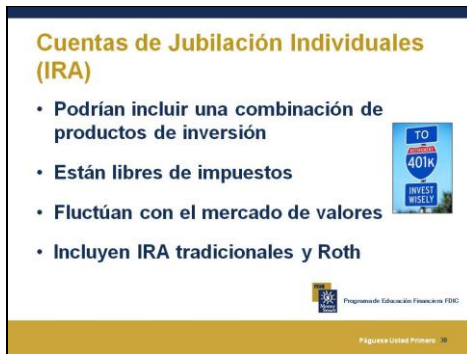 Cuentas de Jubilación Individuales
(IRA)
• Podrían incluir una combinación de
productos de inversión
• Están libres de impuestos
• Fluctúan con el mercado de valores
• Incluyen IRA tradicionales y Roth
TO
401K
INVEST
WISELY
Programa de Educación Financiera FDIC
Páguese Usted Primero